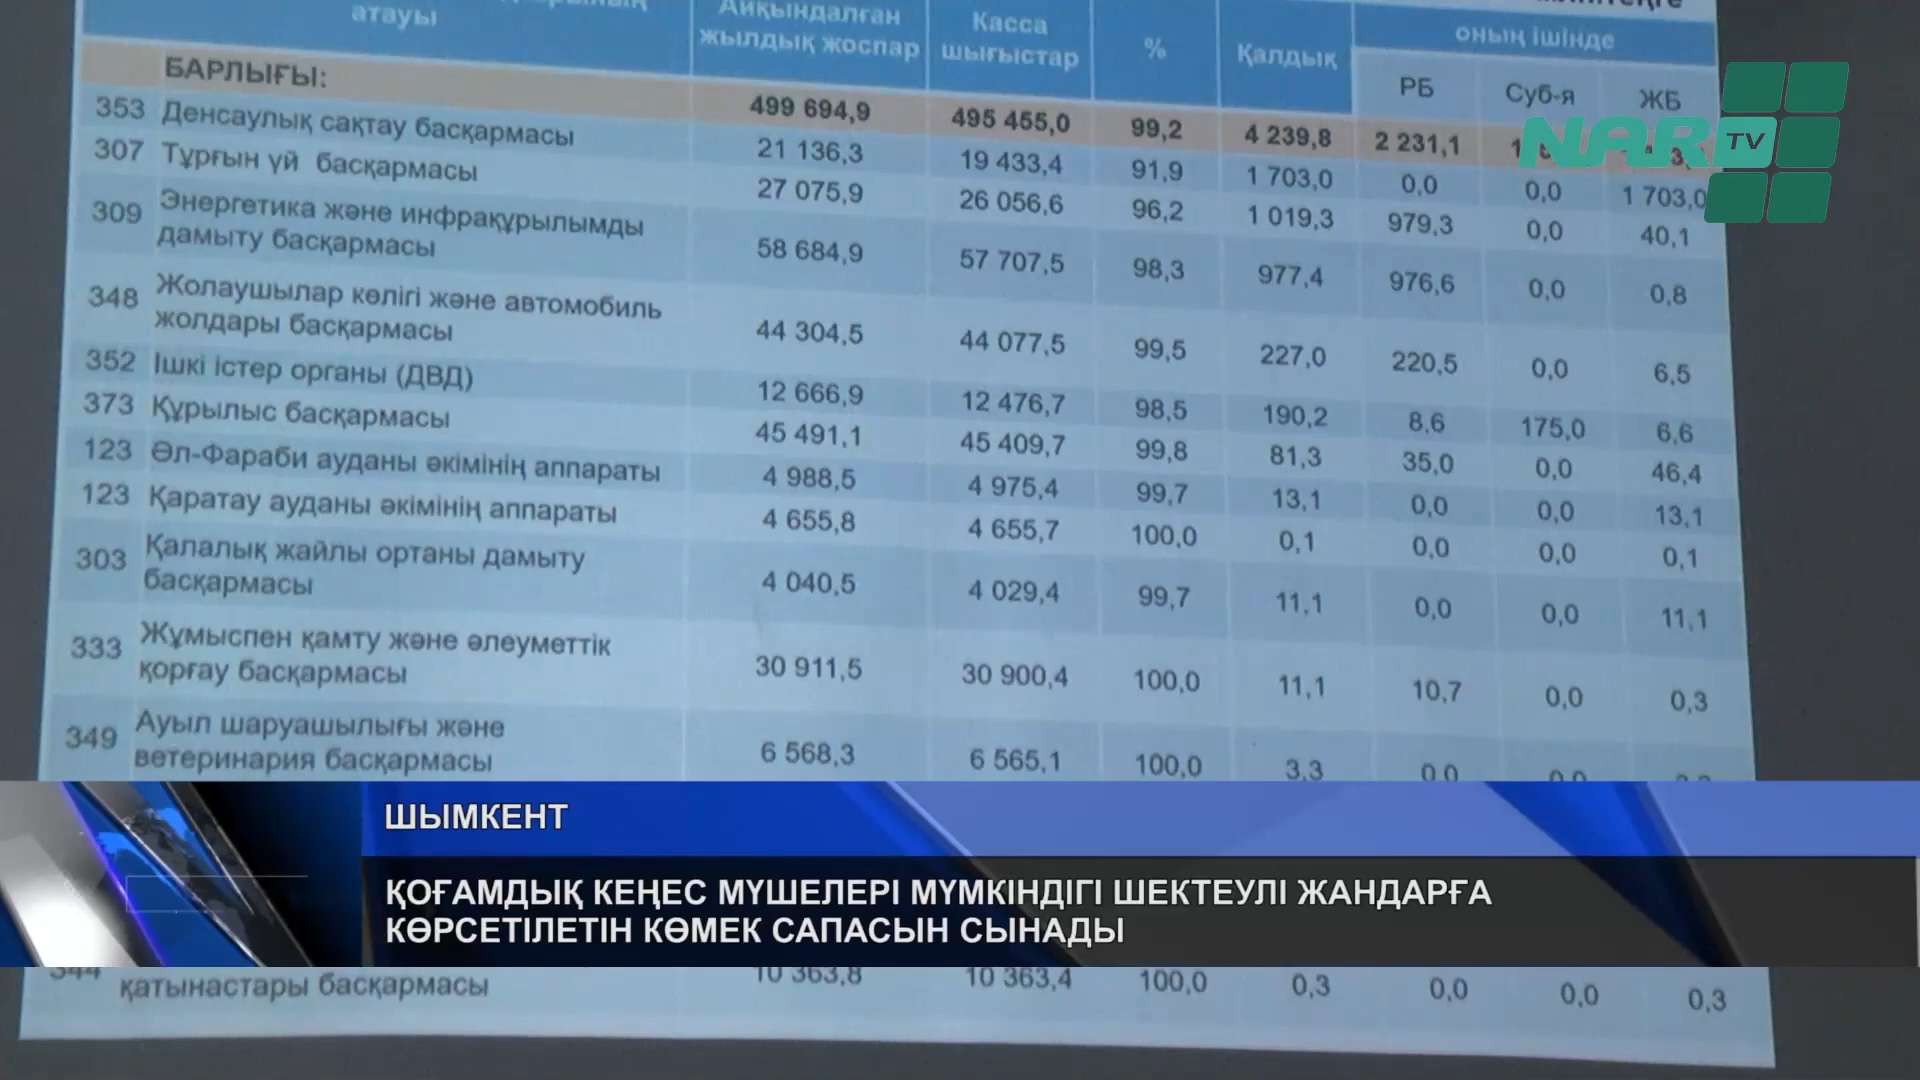 атауы Айқындалған жылдық жоспар Касса шығыстар % Қалдық оның ішінде
РБ Суб-я ЖБ
БАРЛЫҒЫ: 499 694,9 495 455,0 99,2 4 239,8 2 231,1
353 Денсаулық сақтау басқармасы 21 136,3 19 433,4 91,9 1 703,0 0,0 0,0 1 703,0
307 Тұрғын үй басқармасы 27 075,9 26 056,6 96,2 1 019,3 979,3 0,0 40,1
309 Энергетика және инфрақұрылымды
дамыту басқармасы 58 684,9 57 707,5 98,3 977,4 976,6 0,0 0,8
348 Жолаушылар көлігі және автомобиль
жолдары басқармасы 44 304,5 44 077,5 99,5 227,0 220,5 0,0 6,5
352 Ішкі істер органы (ДВД) 12 666,9 12 476,7 98,5 190,2 8,6 175,0 6,6
373 Құрылыс басқармасы 45 491,1 45 409,7 99,8 81,3 35,0 0,0 46,4
123 Әл-Фараби ауданы әкімінің аппараты 4 988,5 4 975,4 99,7 13,1 0,0 0,0 13,1
123 Қаратау ауданы әкімінің аппараты 4 655,8 4 655,7 100,0 0,1 0,0 0,0 0,1
303 Қалалық жайлы ортаны дамыту
басқармасы 4 040,5 4 029,4 99,7 11,1 0,0 0,0 11,1
333 Жұмыспен қамту және әлеуметтік
қорғау басқармасы 30 911,5 30 900,4 100,0 11,1 10,7 0,0 0,3
349 Ауыл шаруашылығы және
ветеринария басқармасы 6 568,3 6 565,1 100,0 3,3 0,0 0,0
NAR TV
ШЫМКЕНТ
ҚОҒАМДЫҚ КЕҢЕС МҮШЕЛЕРІ МҮМКІНДІГІ ШЕКТЕУЛІ ЖАНДАРҒА
КӨРСЕТІЛЕТІН КӨМЕК САПАСЫН СЫНАДЫ
344 қатынастары басқармасы 10 363,8 10 363,4 100,0 0,3 0,0 0,0 0,3